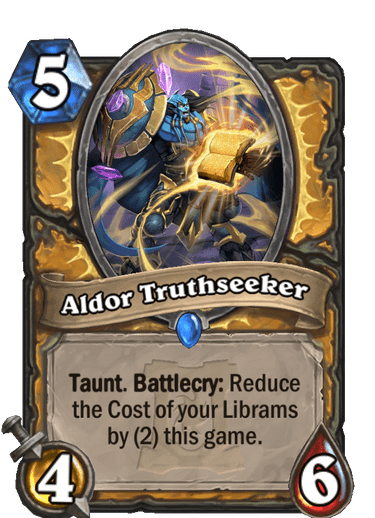 5
Aldor Truthseeker
Taunt. Battlecry: Reduce
the Cost of your Librams
by (2) this game.
4
6